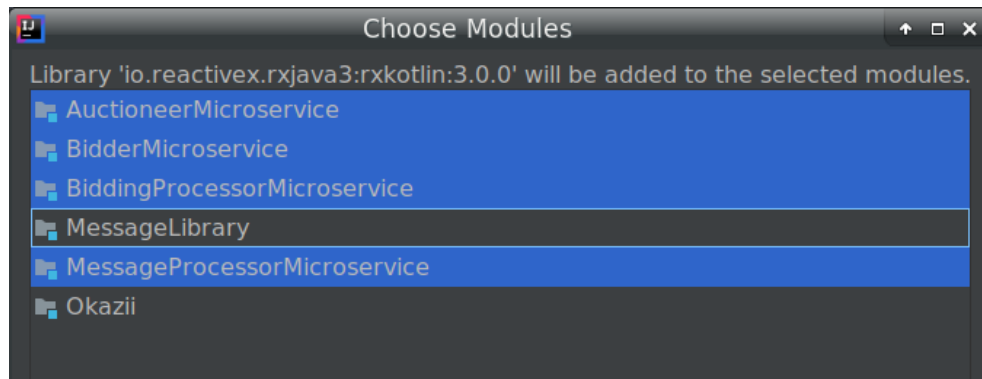 Choose Modules
Library 'io.reactivex.rxjava3:rxkotlin:3.0.0' will be added to the selected modules.
AuctioneerMicroservice
BidderMicroservice
BiddingProcessorMicroservice
MessageLibrary
MessageProcessorMicroservice
Okazii